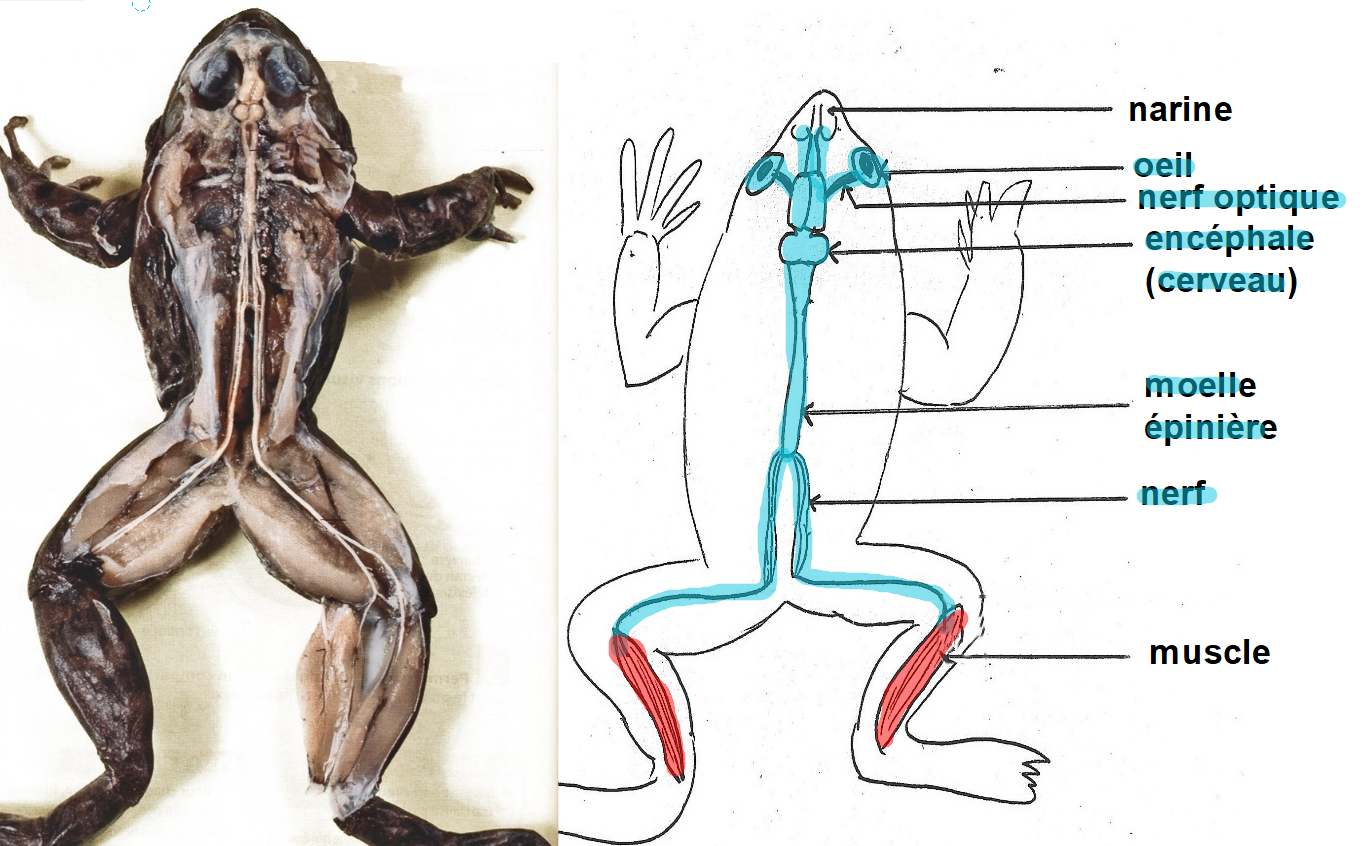 narine
oeil
nerf optique
encéphale
(cerveau)
moelle
épinière
nerf
muscle